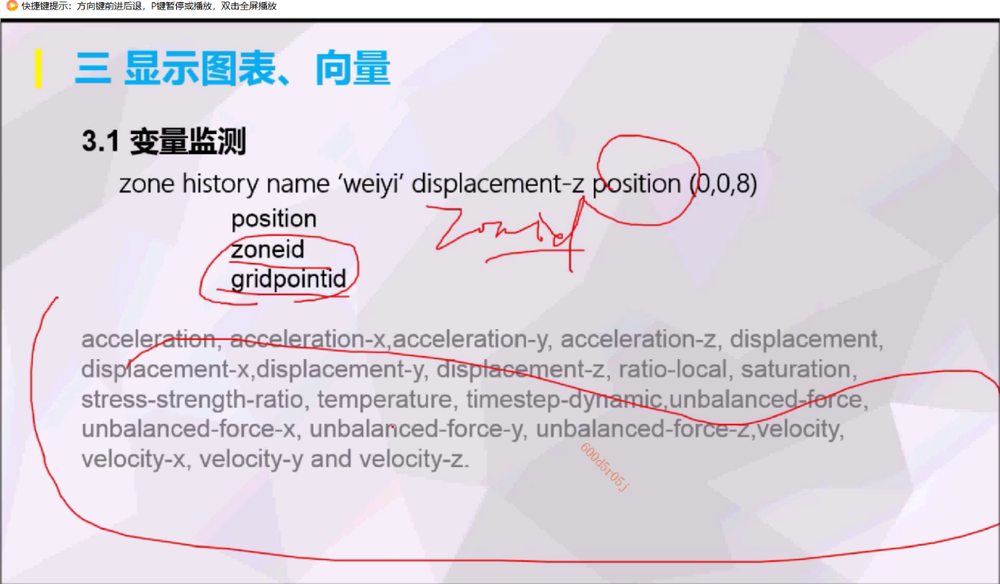 快捷键提示：方向键前进后退，P键暂停或播放，双击全屏播放
三 显示图表、向量
3.1 变量监测
zone history name ‘weiyi’ displacement-z position (0,0,8)
position
Zonid
zoneid
gridpointid
acceleration, acceleration-x,acceleration-y, acceleration-z, displacement,
displacement-x,displacement-y, displacement-z, ratio-local, saturation,
stress-strength-ratio, temperature, timestep-dynamic,unbalanced-force,
unbalanced-force-x, unbalanced-force-y, unbalanced-force-z,velocity,
velocity-x, velocity-y and velocity-z.
600d5r05j